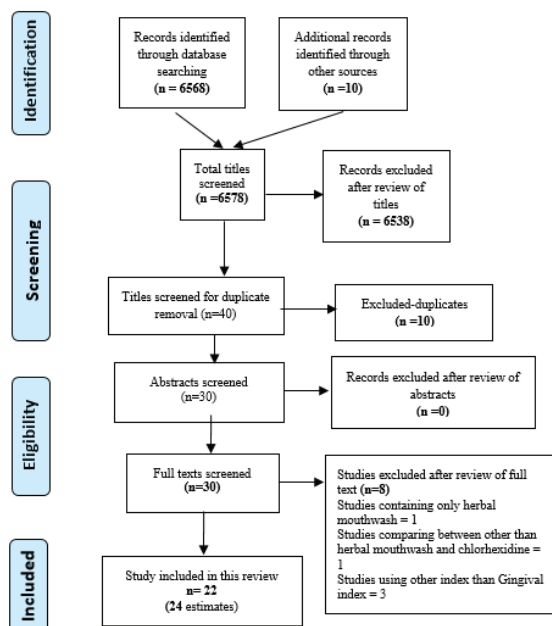 Identification
Records identified
through database
searching
(n = 6568)
Additional records
identified through
other sources
(n =10)
Screening
Total titles
screened
(n =6578)
Records excluded
after review of
titles
(n = 6538)
Titles screened for duplicate
removal (n=40)
Excluded-duplicates
(n =10)
Eligibility
Abstracts screened
(n=30)
Records excluded after review of
abstracts
(n =0)
Full texts screened
(n=30)
Studies excluded after review of full
text (n=8)
Studies containing only herbal
mouthwash = 1
Studies comparing between other than
herbal mouthwash and chlorhexidine =
1
Studies using other index than Gingival
index = 3
Included
Study included in this review
n= 22
(24 estimates)